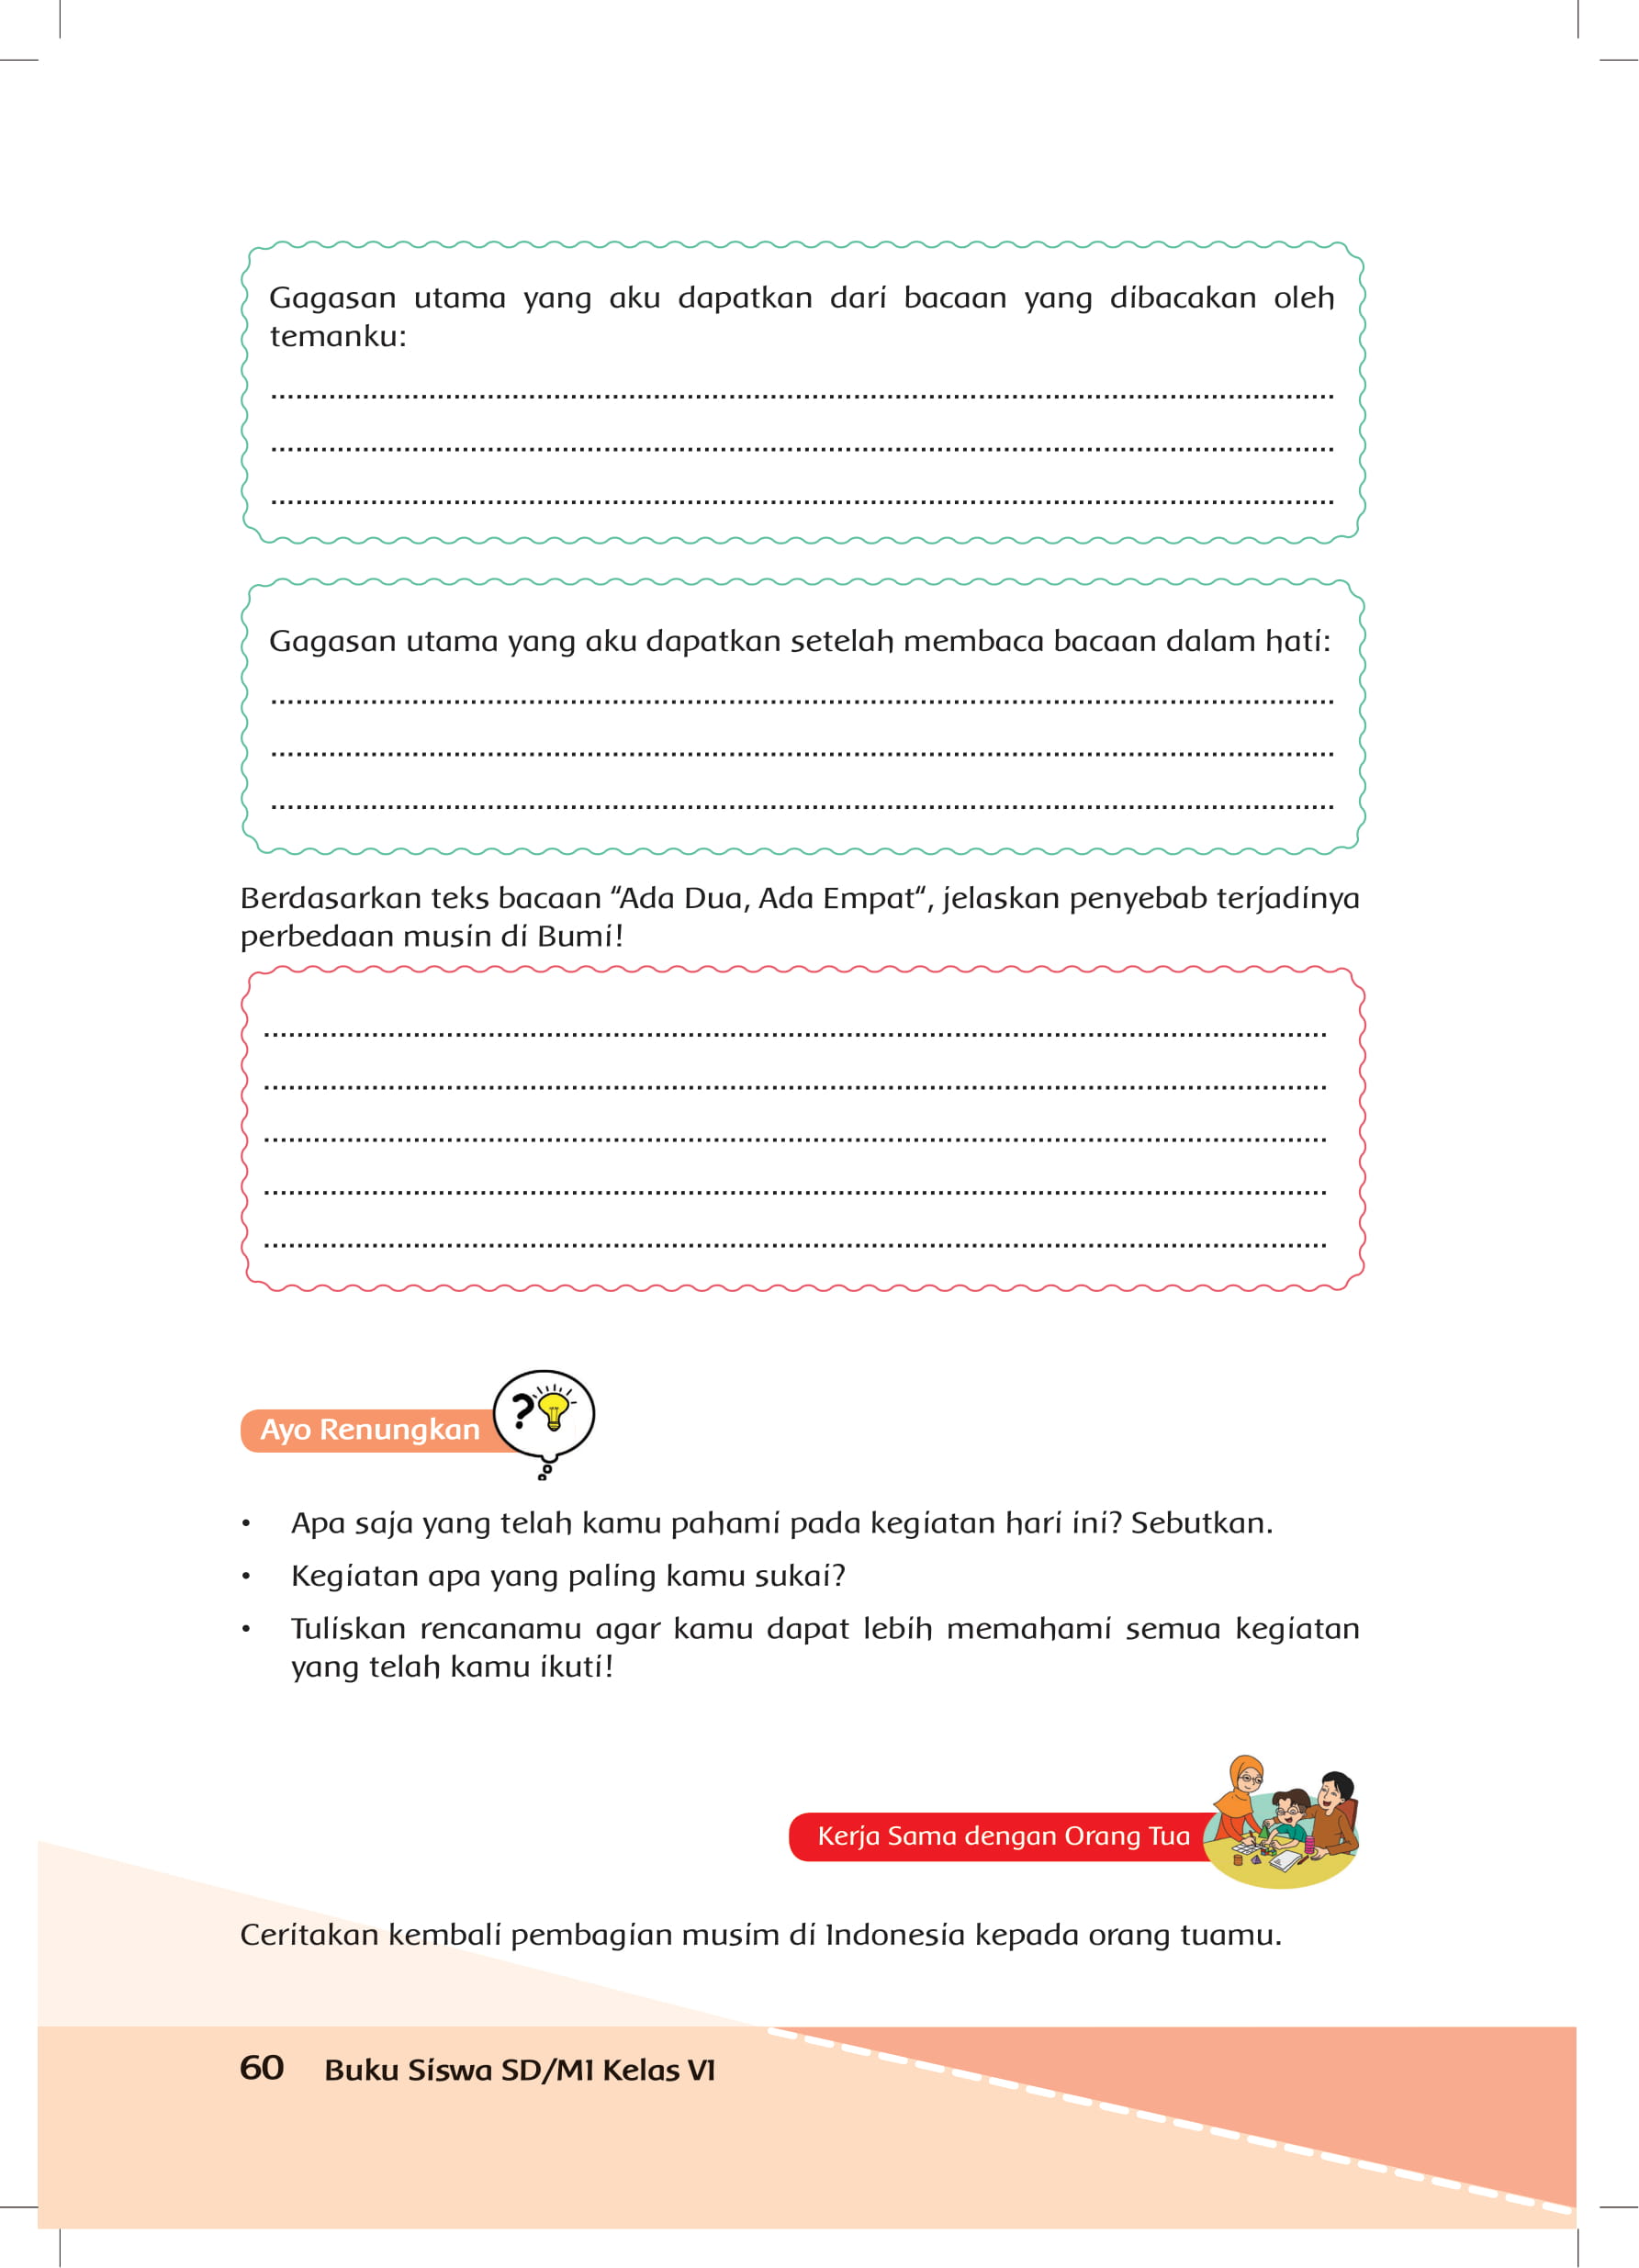 Gagasan utama yang aku dapatkan dari bacaan yang dibacakan oleh
temanku:
..............................................................................................................................
..............................................................................................................................
..............................................................................................................................
Gagasan utama yang aku dapatkan setelah membaca bacaan dalam hati:
..............................................................................................................................
..............................................................................................................................
..............................................................................................................................
Berdasarkan teks bacaan “Ada Dua, Ada Empat“, jelaskan penyebab terjadinya
perbedaan musin di Bumi!
..............................................................................................................................
..............................................................................................................................
..............................................................................................................................
..............................................................................................................................
..............................................................................................................................
Ayo Renungkan
?
• Apa saja yang telah kamu pahami pada kegiatan hari ini? Sebutkan.
• Kegiatan apa yang paling kamu sukai?
• Tuliskan rencanamu agar kamu dapat lebih memahami semua kegiatan
yang telah kamu ikuti!
Kerja Sama dengan Orang Tua
Ceritakan kembali pembagian musim di Indonesia kepada orang tuamu.
60 Buku Siswa SD/MI Kelas VI